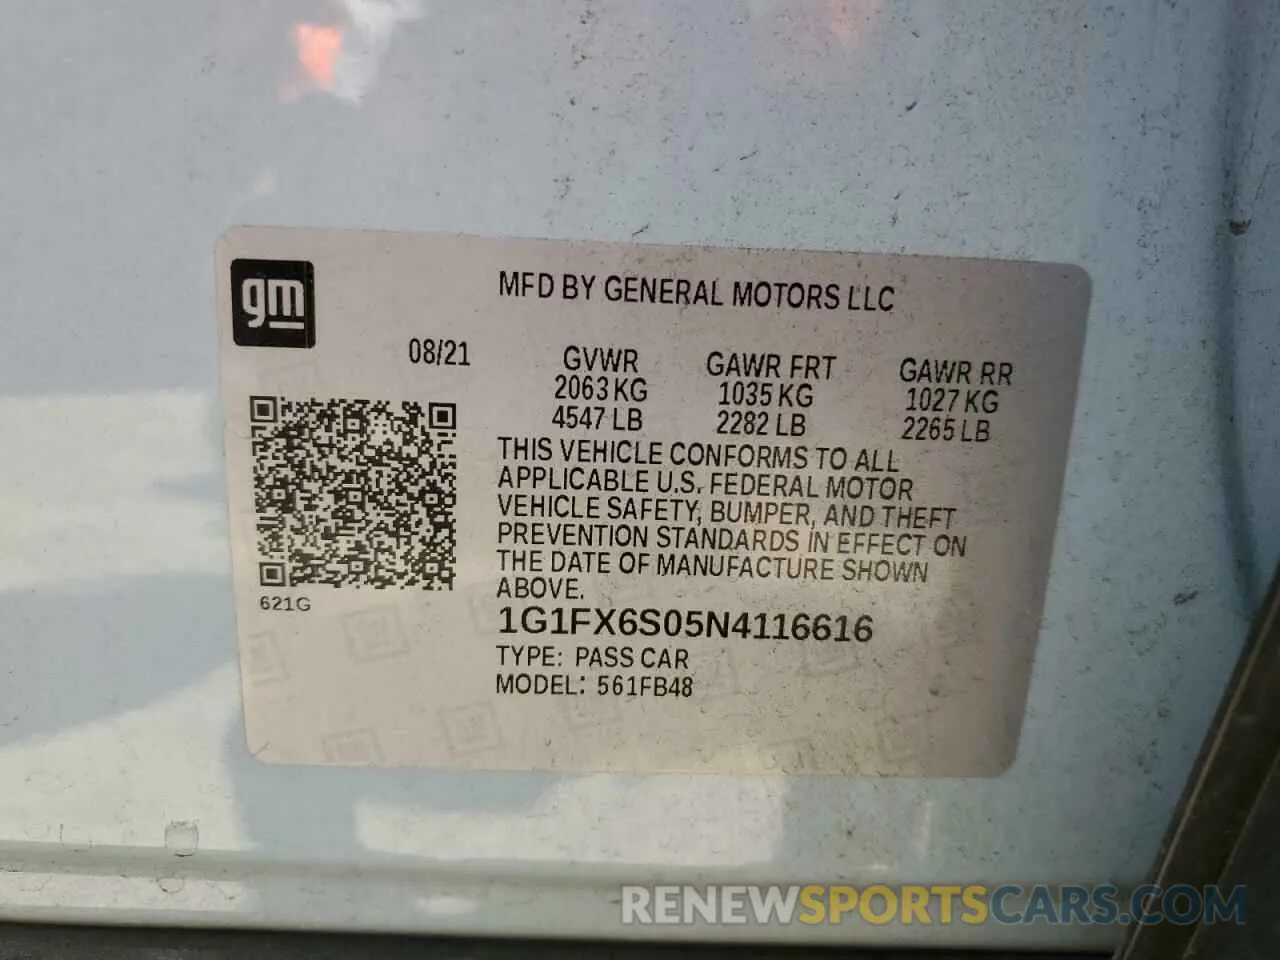 gm
MFD BY GENERAL MOTORS LLC
08/21
GVWR
2063 KG
4547 LB
GAWR FRT
1035 KG
2282 LB
GAWR RR
1027 KG
2265 LB
THIS VEHICLE CONFORMS TO ALL
APPLICABLE U.S. FEDERAL MOTOR
VEHICLE SAFETY, BUMPER, AND THEFT
PREVENTION STANDARDS IN EFFECT ON
THE DATE OF MANUFACTURE SHOWN
ABOVE.
621G
1G1FX6S05N4116616
TYPE: PASS CAR
MODEL: 561FB48
RENEWSPORTSCARS.COM